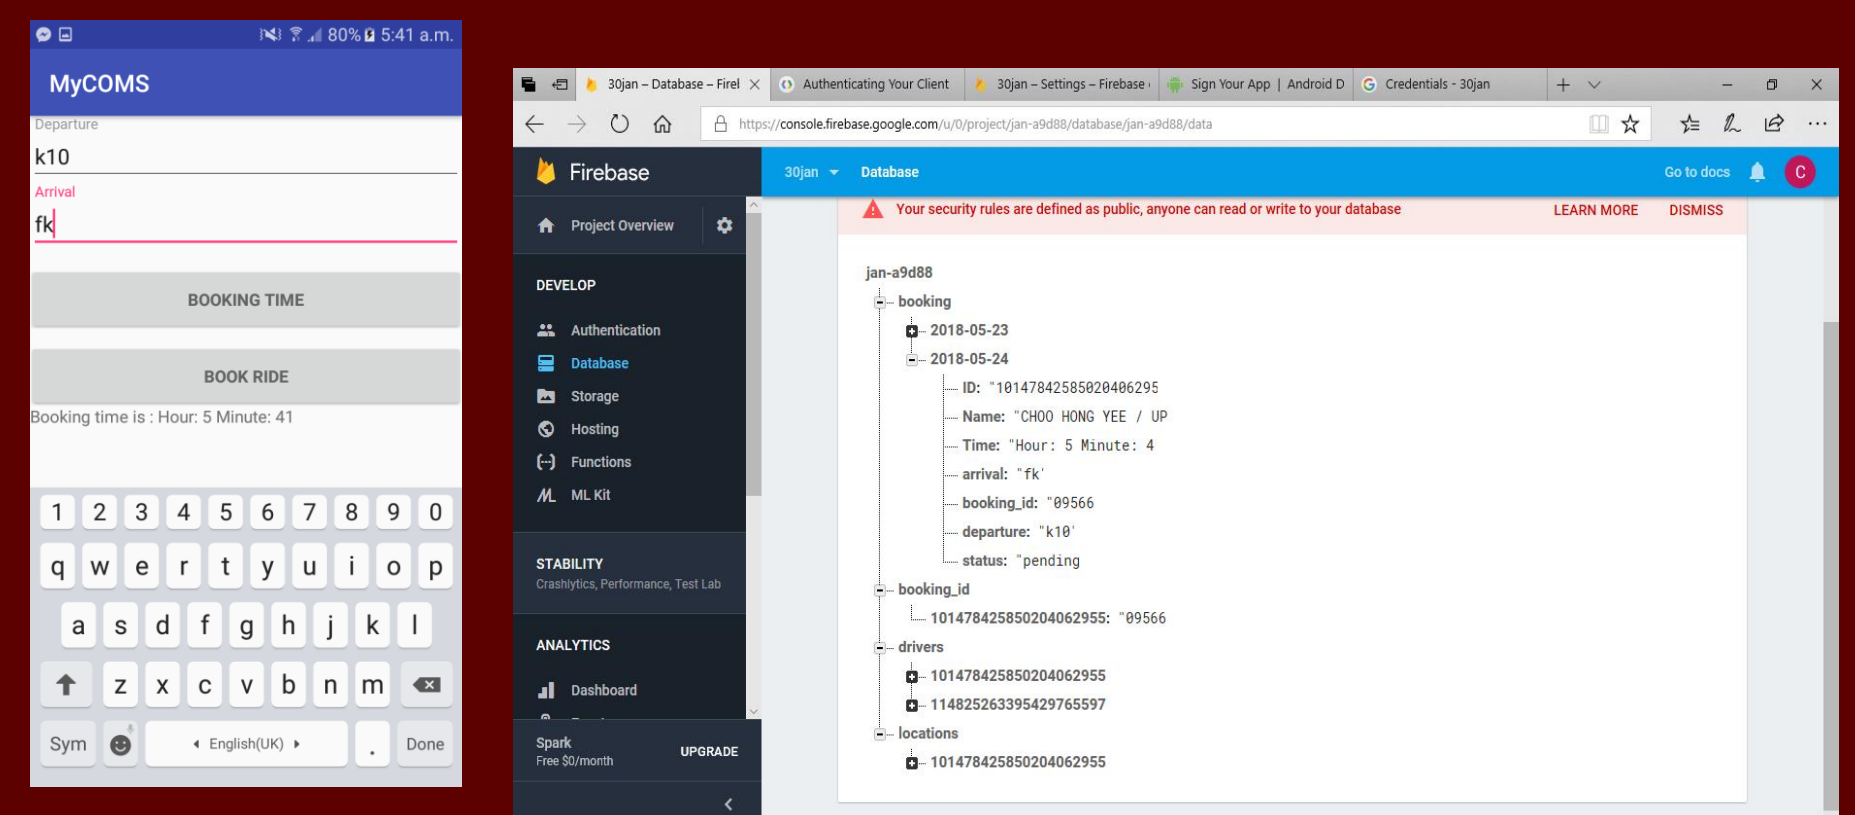 80% 5:41 a.m.
MyCOMS
Departure
k10
Arrival
fk
BOOKING TIME
BOOK RIDE
Booking time is : Hour: 5 Minute: 41
1 2 3 4 5 6 7 8 9 0
q w e r t y u i o p
a s d f g h j k l
z x c v b n m
Sym English(UK) . Done
30jan – Database – Firel
Authenticating Your Client
30jan – Settings – Firebase
Sign Your App | Android D
Credentials - 30jan
https://console.firebase.google.com/u/0/project/jan-a9d88/database/jan-a9d88/data
Firebase
30jan Database Go to docs C
Project Overview
DEVELOP
Authentication
Database
Storage
Hosting
Functions
ML Kit
STABILITY
Crashlytics, Performance, Test Lab
ANALYTICS
Dashboard
Spark
Free $0/month
UPGRADE
Your security rules are defined as public, anyone can read or write to your database LEARN MORE DISMISS
jan-a9d88
booking
2018-05-23
2018-05-24
ID: "10147842585020406295
Name: "CHOO HONG YEE / UP
Time: "Hour: 5 Minute: 4
arrival: "fk'
booking_id: "09566
departure: "k10'
status: "pending
booking_id
101478425850204062955: "09566
drivers
101478425850204062955
114825263395429765597
locations
101478425850204062955